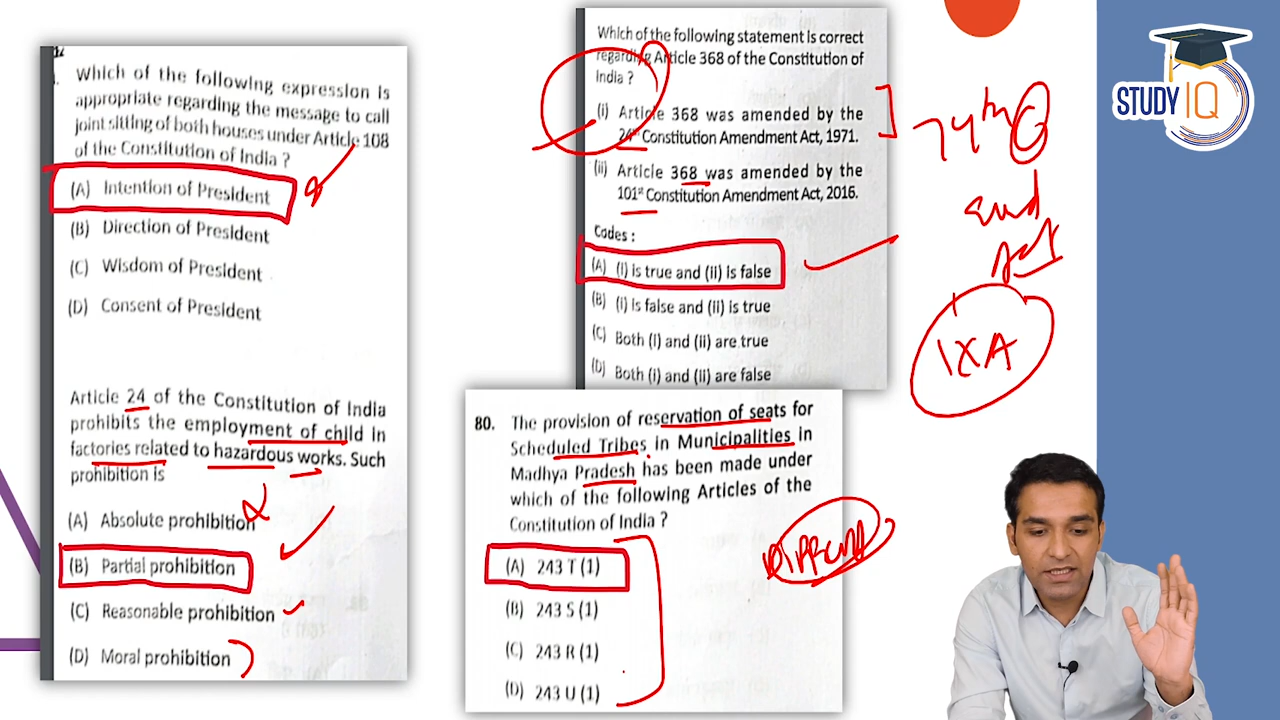 Which of the following expression is
appropriate regarding the message to call
joint sitting of both houses under Article 108
of the Constitution of India ?
(A) Intention of President
(B) Direction of President
(C) Wisdom of President
(D) Consent of President
Article 24 of the Constitution of India
prohibits the employment of child in
factories related to hazardous works. Such
prohibition is
(A) Absolute prohibition
(B) Partial prohibition
(C) Reasonable prohibition
(D) Moral prohibition
Which of the following statement is correct
regarding Article 368 of the Constitution of
India ?
(i) Article 368 was amended by the
24st Constitution Amendment Act, 1971.
(ii) Article 368 was amended by the
101st Constitution Amendment Act, 2016.
Codes :
(A) (i) is true and (ii) is false
(B) (i) is false and (ii) is true
(C) Both (i) and (ii) are true
(D) Both (i) and (ii) are false
80. The provision of reservation of seats for
Scheduled Tribes in Municipalities in
Madhya Pradesh has been made under
which of the following Articles of the
Constitution of India ?
(A) 243 T (1)
(B) 243 S (1)
(C) 243 R (1)
(D) 243 U (1)
74th
IXA
STUDY IQ